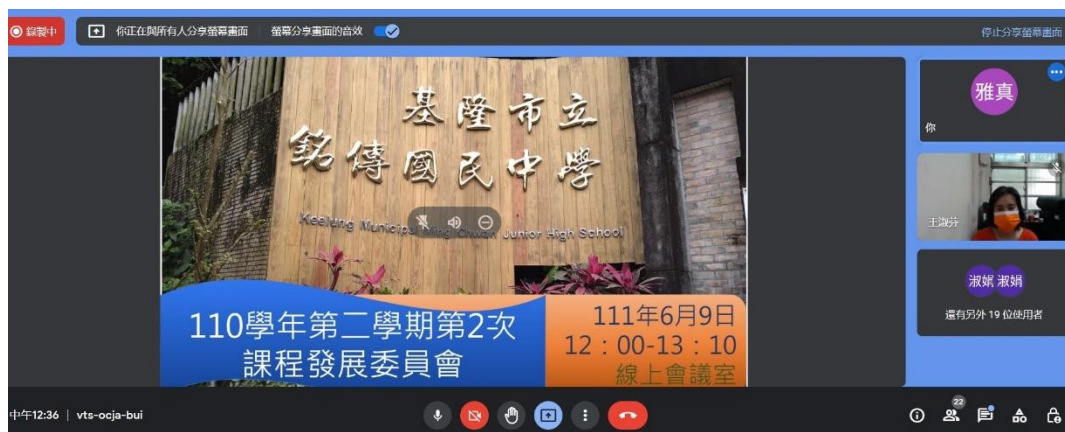 錄製中
你正在與所有人分享螢幕畫面
螢幕分享畫面的音效
停止分享螢幕畫面
基隆市立
銘傳國民中學
Keelung Municipal Ming Chuan Junior High School
110學年第二學期第2次
課程發展委員會
111年6月9日
12：00-13：10
線上會議室
雅真
你
王淑芬
淑娟 淑娟
還有另外 19 位使用者
中午12:36 | vts-ocja-bui
22